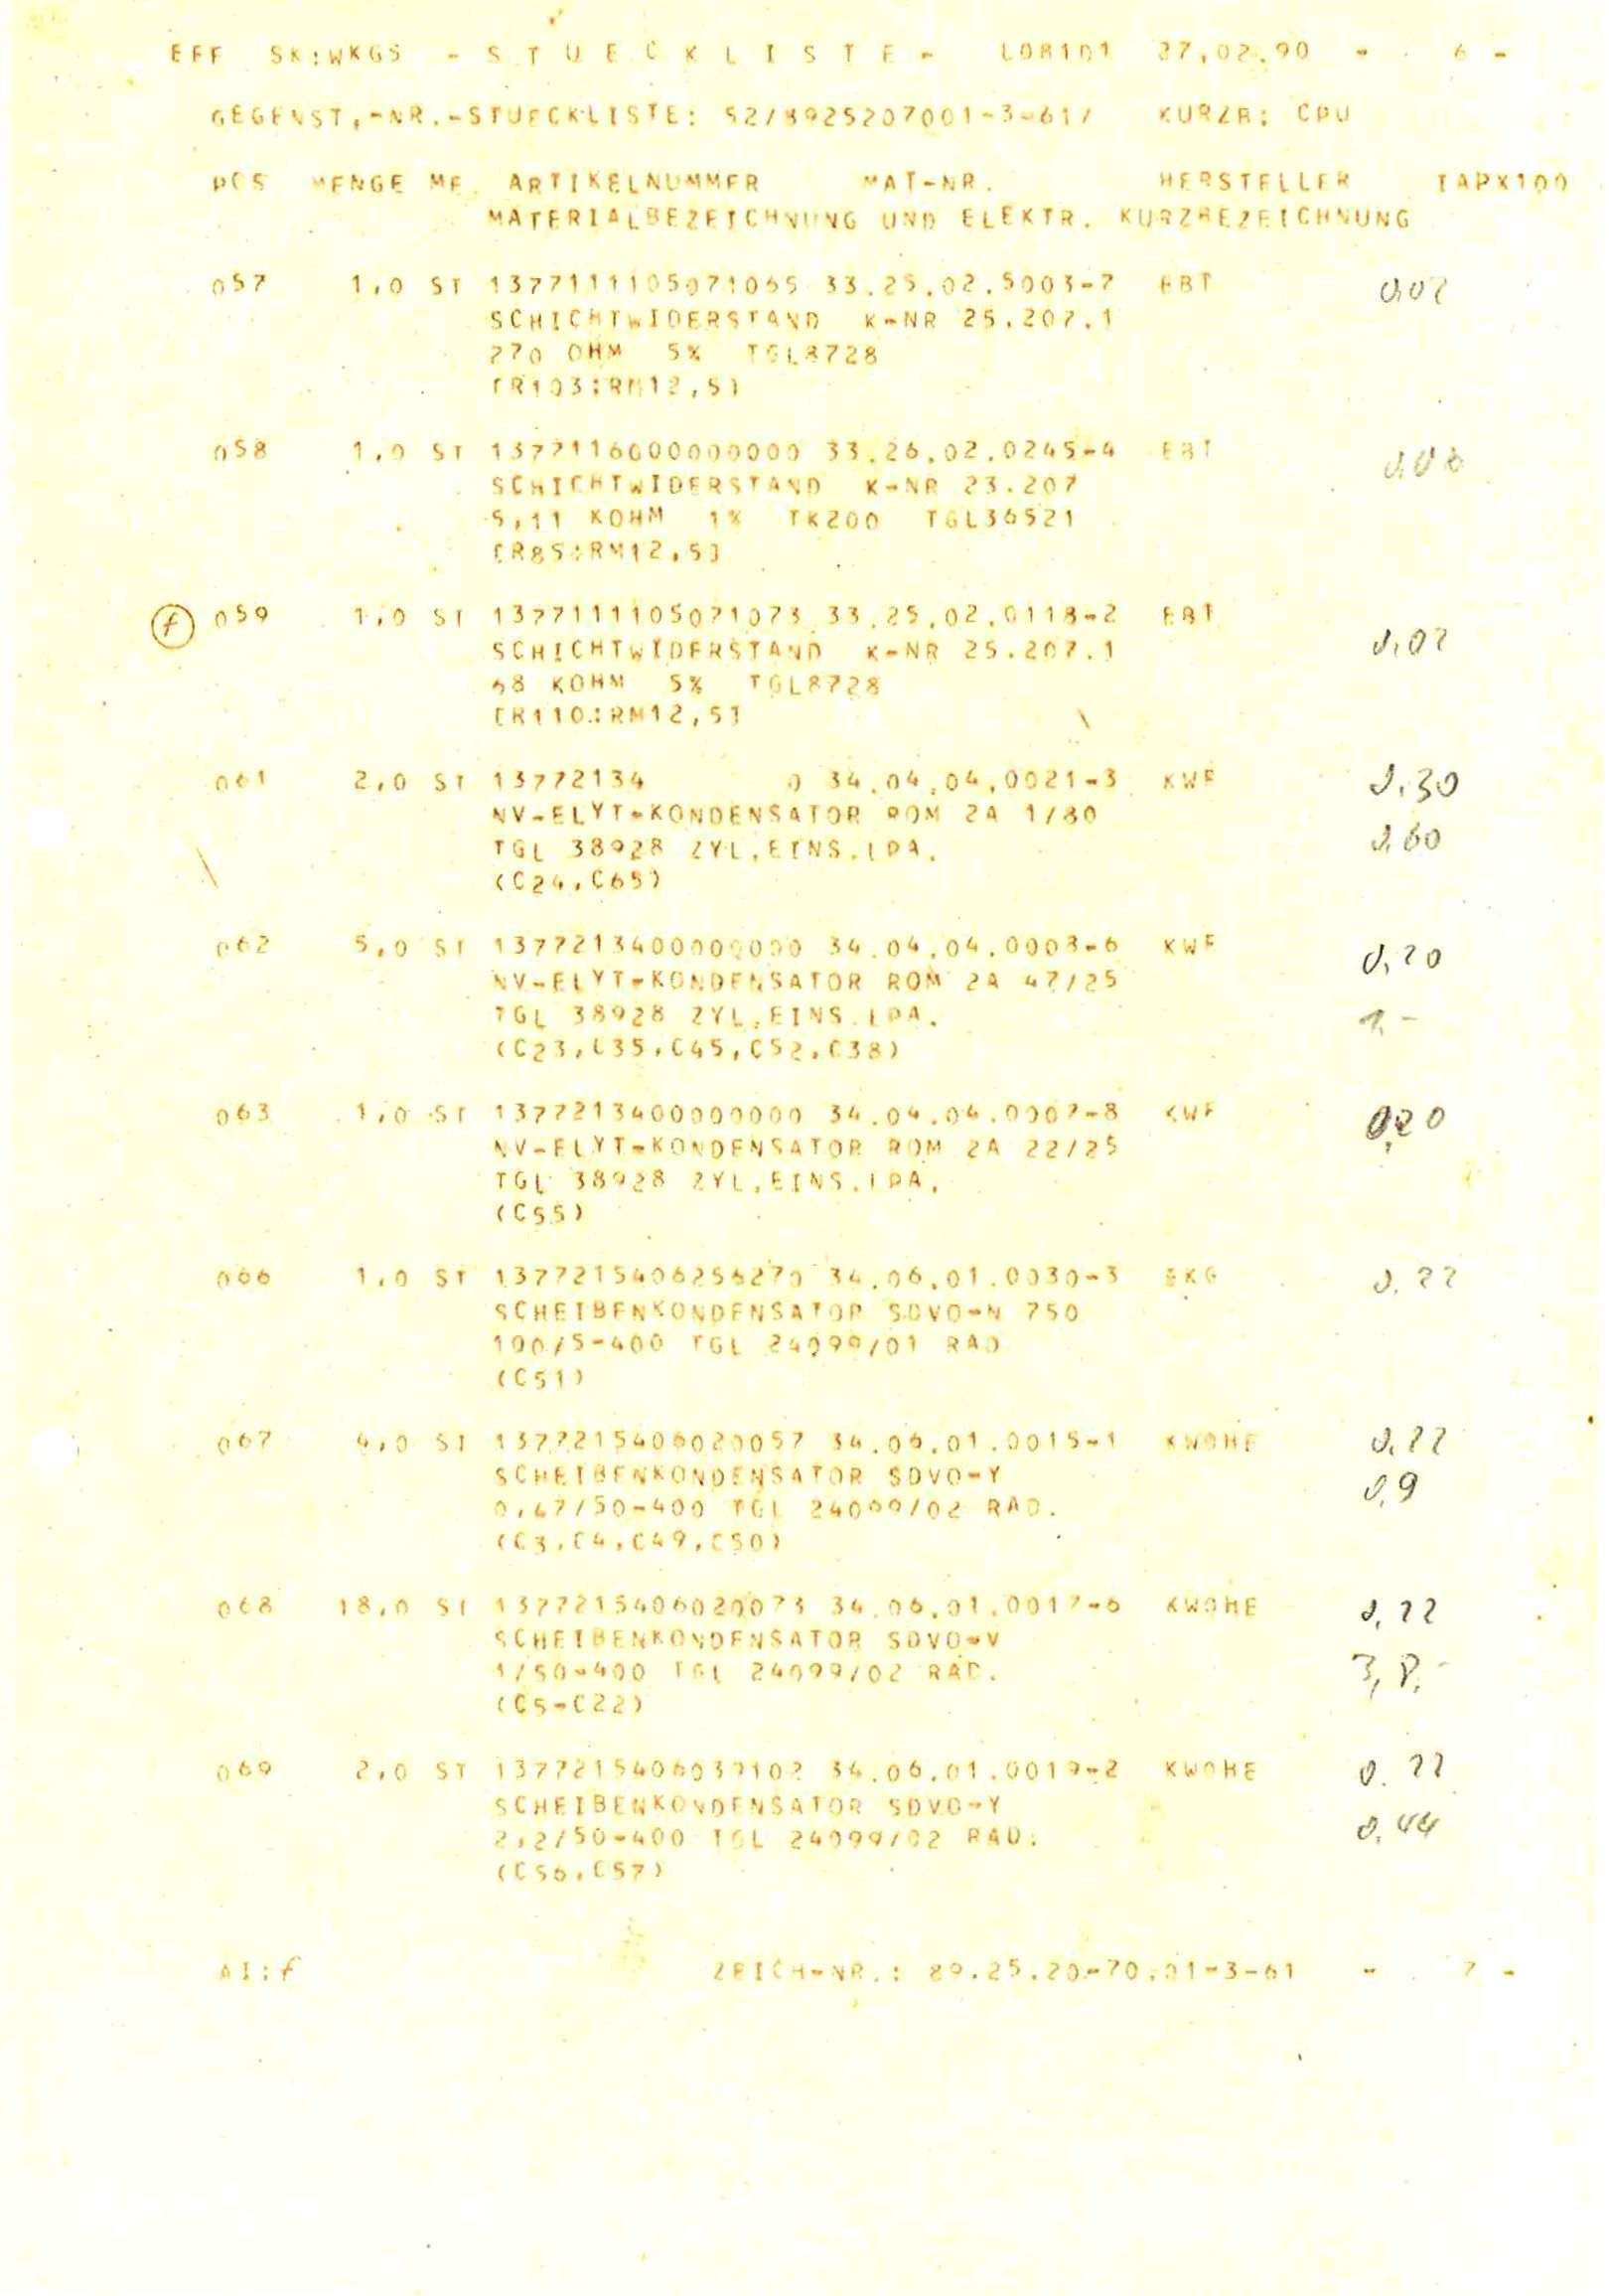 EFF SK:WKGS - S T U E C K L I S T E - L08101 27.02.90 - 6 -
GEGENST.-NR.-STUECKLISTE: 52/8925207001-3-61/ KURZB: CPU
POS MENGE ME ARTIKELNUMMER MAT-NR. HERSTELLER IAPX100
MATERIALBEZEICHNUNG UND ELEKTR. KURZBEZEICHNUNG
057 1,0 ST 1377111105071065 33.25.02.5003-7 EBT 0,07
SCHICHTWIDERSTAND K-NR 25.207.1
270 OHM 5% TGL8728
[R103:RM12,5]
058 1,0 ST 1377116000000000 33.26.02.0245-4 EBT
SCHICHTWIDERSTAND K-NR 23.207
5,11 KOHM 1% TK200 TGL36521
[R85:RM12,5]
f 059 1,0 ST 1377111105071073 33.25.02.0118-2 EBT 0,07
SCHICHTWIDERSTAND K-NR 25.207.1
68 KOHM 5% TGL8728
[R110:RM12,5]
061 2,0 ST 13772134 0 34.04.04.0021-3 KWF 0,30
NV-ELYT-KONDENSATOR ROM 2A 1/80
TGL 38928 ZYL.EINS.LPA. 0,60
(C24,C65)
062 5,0 ST 1377213400000000 34.04.04.0008-6 KWF 0,20
NV-ELYT-KONDENSATOR ROM 2A 47/25
TGL 38928 ZYL.EINS.LPA. 1,-
(C23,C35,C45,C52,C38)
063 1,0 ST 1377213400000000 34.04.04.0007-8 KWF 0,20
NV-ELYT-KONDENSATOR ROM 2A 22/25
TGL 38928 ZYL.EINS.LPA.
(C55)
066 1,0 ST 1377215406256270 34.06.01.0030-3 EKG 0,22
SCHEIBENKONDENSATOR SDVO-N 750
100/5-400 TGL 24099/01 RAD
(C51)
067 4,0 ST 1377215406020057 34.06.01.0015-1 KWOHE 0,22
SCHEIBENKONDENSATOR SDVO-Y 0,9
0,47/50-400 TGL 24099/02 RAD.
(C3,C4,C49,C50)
068 18,0 ST 1377215406020073 34.06.01.0017-6 KWOHE 0,22
SCHEIBENKONDENSATOR SDVO-V
1/50-400 TGL 24099/02 RAD.
(C5-C22)
069 2,0 ST 1377215406039102 34.06.01.0019-2 KWOHE 0,22
SCHEIBENKONDENSATOR SDVO-Y
2,2/50-400 TGL 24099/02 RAD. 0,44
(C56,C57)
AI:f ZEICH-NR.: 89.25.20-70.01-3-61 - 7 -